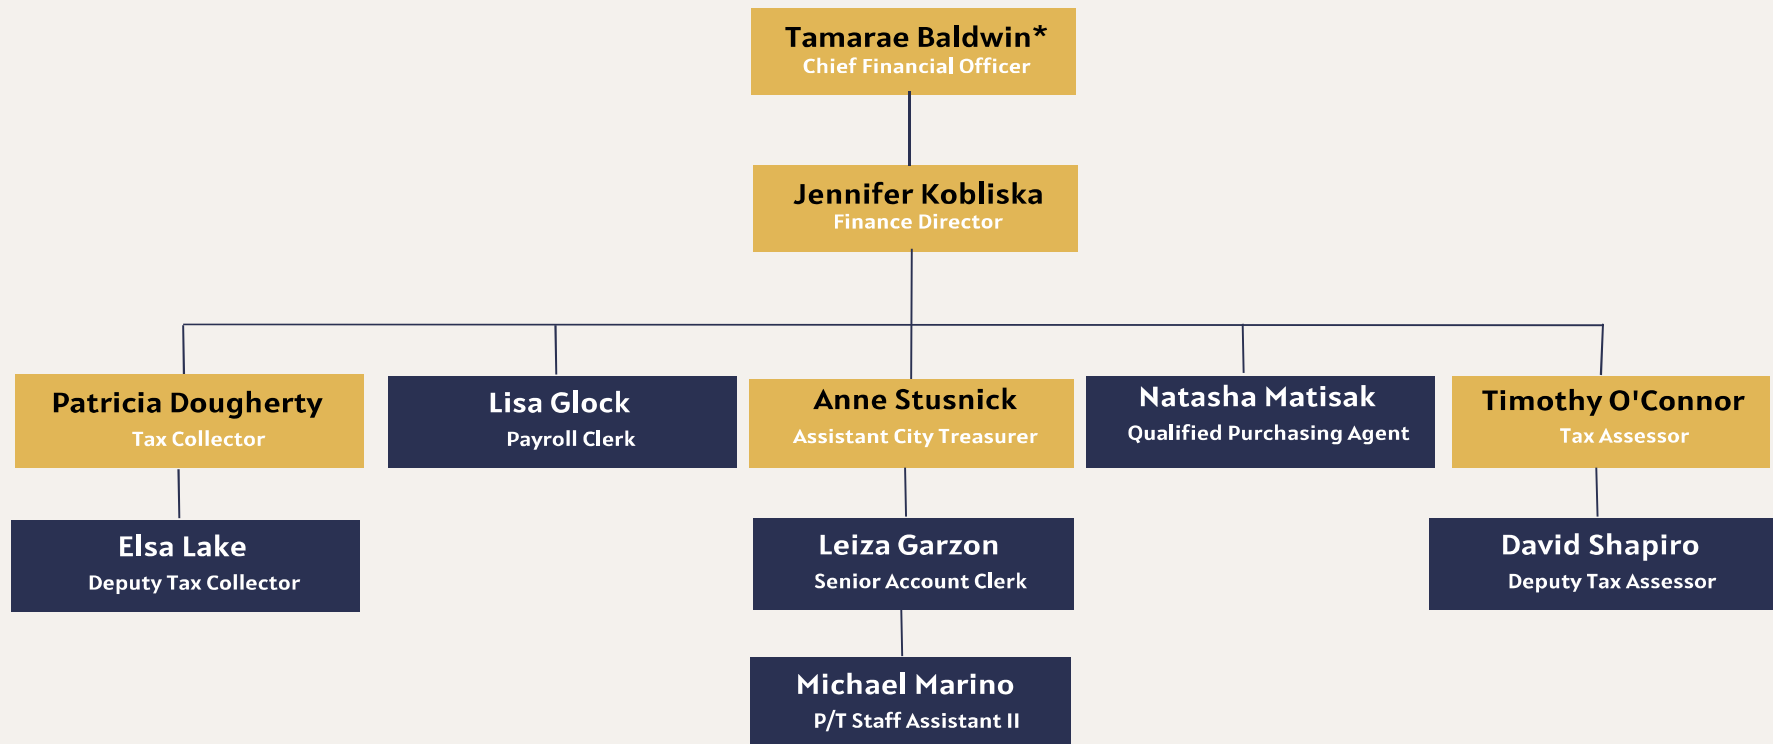 Tamarae Baldwin*
Chief Financial Officer
Jennifer Kobliska
Finance Director
Patricia Dougherty
Tax Collector
Lisa Glock
Payroll Clerk
Anne Stusnick
Assistant City Treasurer
Natasha Matisak
Qualified Purchasing Agent
Timothy O'Connor
Tax Assessor
Elsa Lake
Deputy Tax Collector
Leiza Garzon
Senior Account Clerk
David Shapiro
Deputy Tax Assessor
Michael Marino
P/T Staff Assistant II